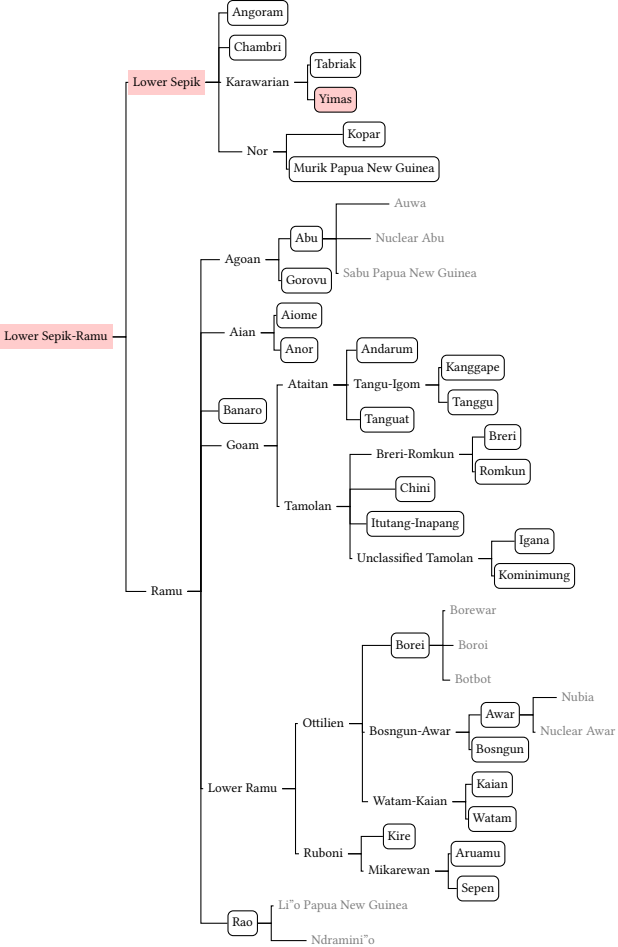 Angoram
Chambri
Tabriak
Lower Sepik
Karawarian
Yimas
Kopar
Nor
Murik Papua New Guinea
Auwa
Abu
Nuclear Abu
Agoan
Sabu Papua New Guinea
Gorovu
Aiome
Aian
Lower Sepik-Ramu
Anor
Andarum
Kanggape
Ataitan
Tangu-Igom
Tanggu
Banaro
Tanguat
Breri
Goam
Breri-Romkun
Romkun
Chini
Tamolan
Itutang-Inapang
Igana
Unclassified Tamolan
Kominimung
Ramu
Borewar
Borei
Boroi
Botbot
Nubia
Awar
Ottilien
Bosngun-Awar
Nuclear Awar
Bosngun
Kaian
Lower Ramu
Watam-Kaian
Watam
Kire
Ruboni
Aruamu
Mikarewan
Sepen
Li”o Papua New Guinea
Rao
Ndramini”o